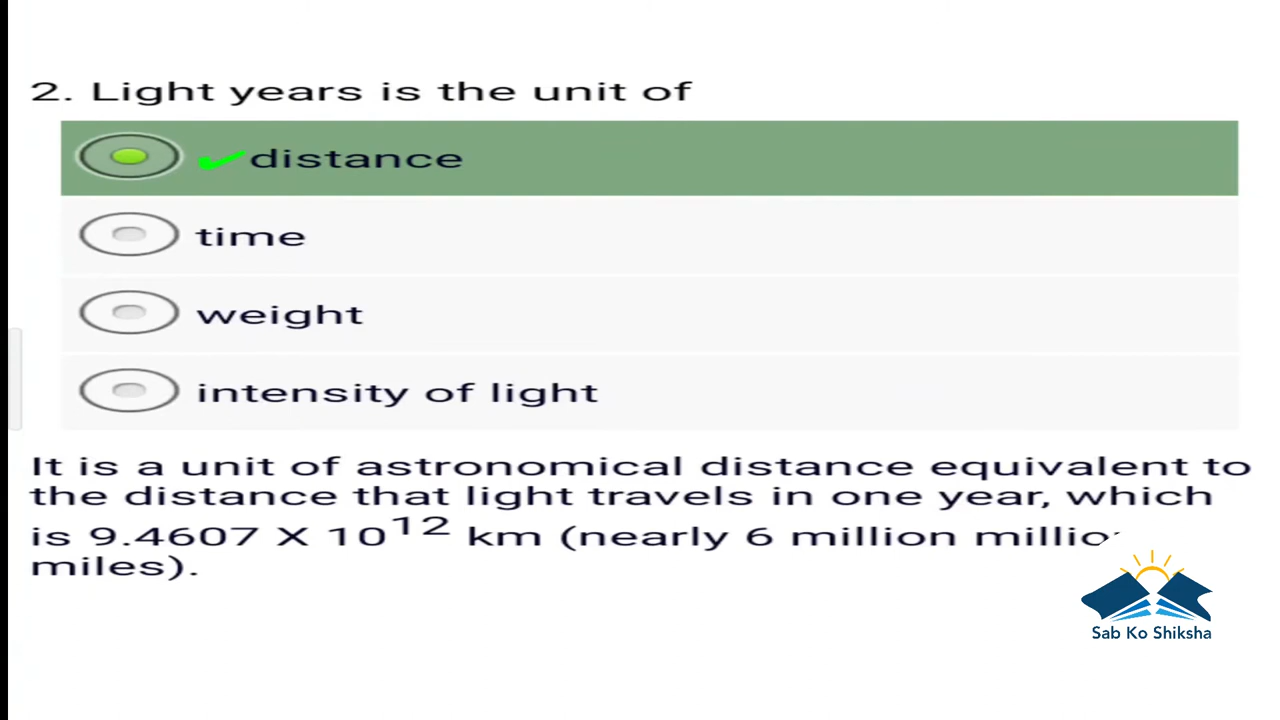 2. Light years is the unit of
✔distance
time
weight
intensity of light
It is a unit of astronomical distance equivalent to
the distance that light travels in one year, which
is 9.4607 X 10¹² km (nearly 6 million
miles).
Sab Ko Shiksha